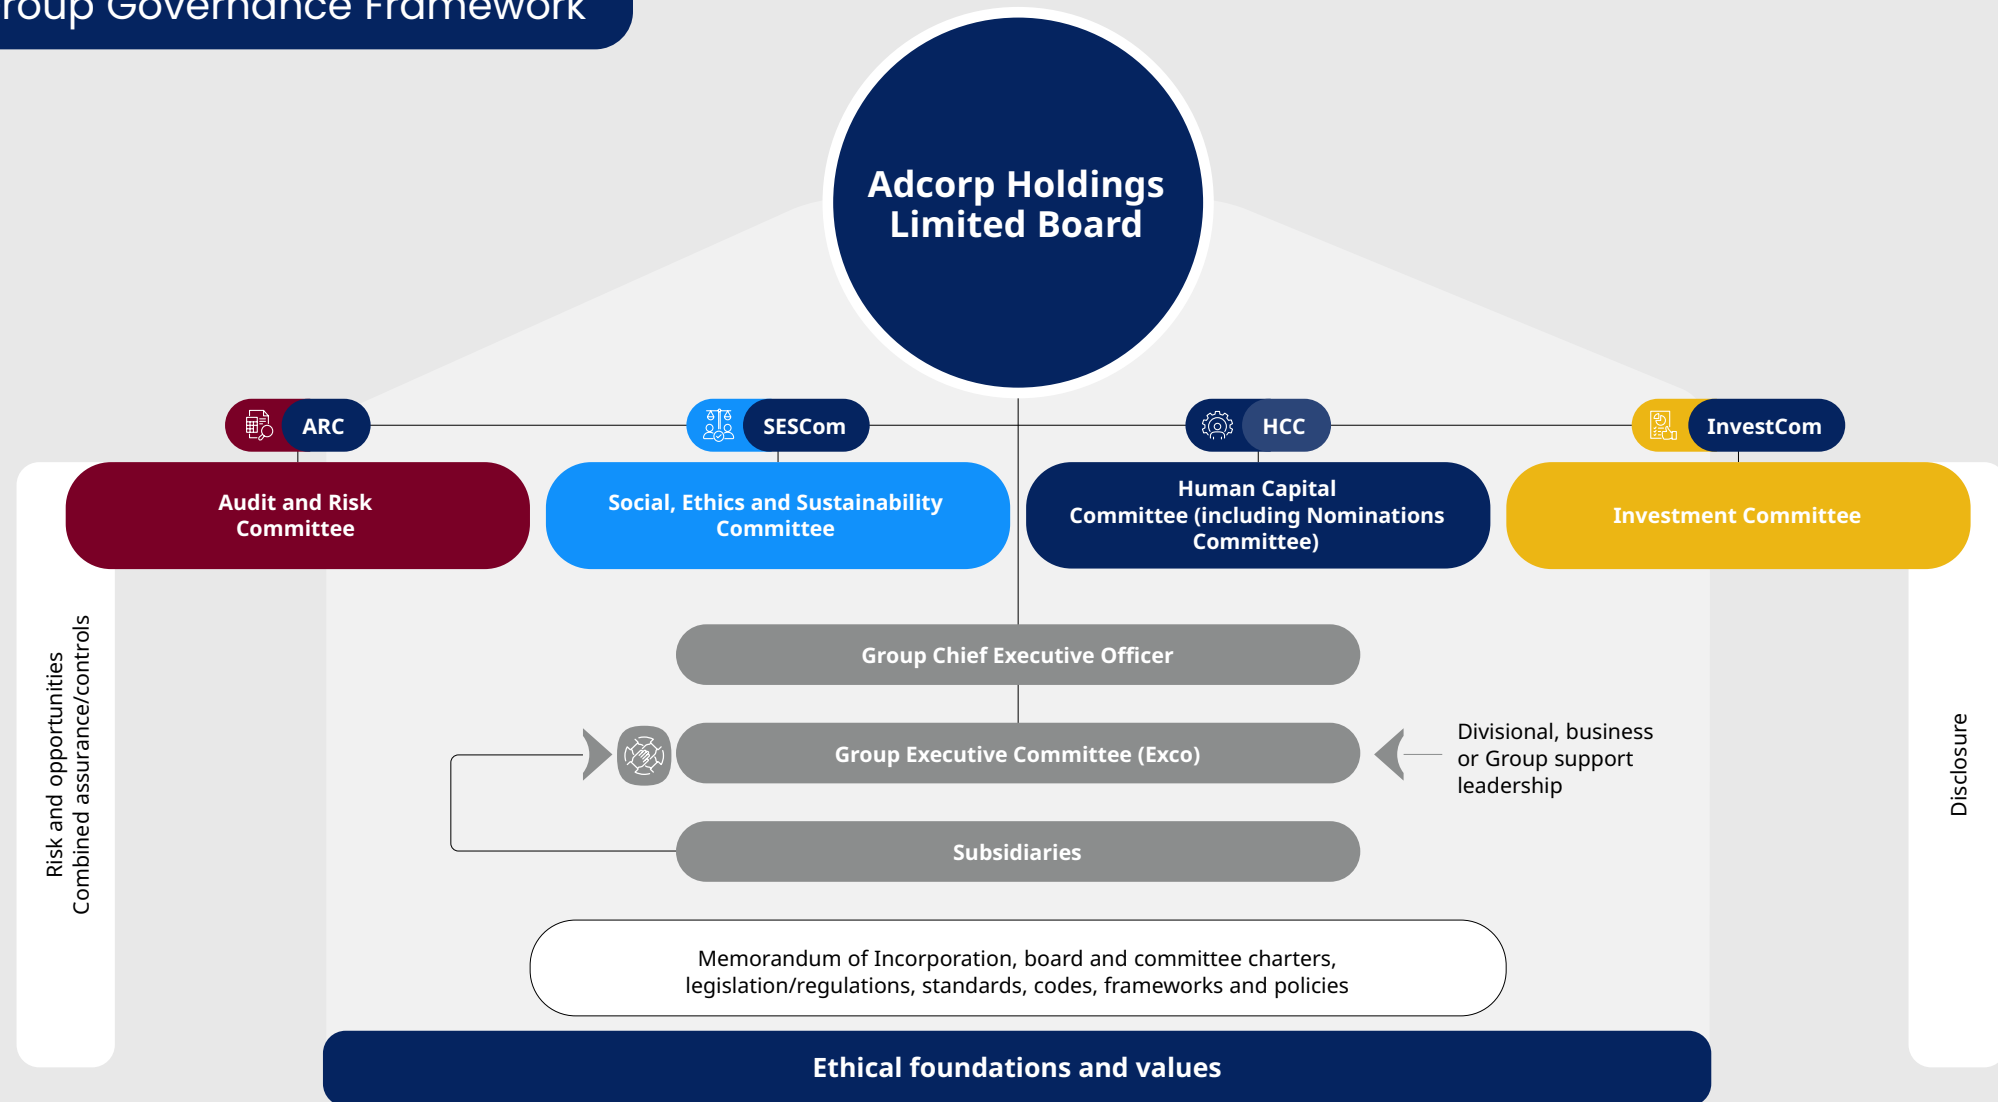 roup Governance Framework
Adcorp Holdings
Limited Board
ARC
SESCom
HCC
InvestCom
Audit and Risk
Committee
Social, Ethics and Sustainability
Committee
Human Capital
Committee (including Nominations
Committee)
Investment Committee
Risk and opportunities
Combined assurance/controls
Group Chief Executive Officer
Group Executive Committee (Exco)
Divisional, business
or Group support
leadership
Disclosure
Subsidiaries
Memorandum of Incorporation, board and committee charters,
legislation/regulations, standards, codes, frameworks and policies
Ethical foundations and values